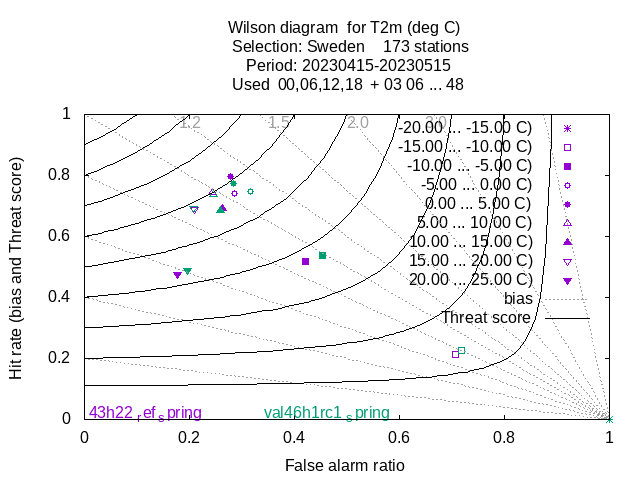 Wilson diagram for T2m (deg C)
Selection: Sweden 173 stations
Period: 20230415-20230515
Used 00,06,12,18 + 03 06 ... 48
1.2 1.5 2.0
-20.00 ... -15.00 C)
-15.00 ... -10.00 C)
-10.00 ... -5.00 C)
-5.00 ... 0.00 C)
0.00 ... 5.00 C)
5.00 ... 10.00 C)
10.00 ... 15.00 C)
15.00 ... 20.00 C)
20.00 ... 25.00 C)
bias
Threat score
Hit rate (bias and Threat score)
1
0.8
0.6
0.4
0.2
0
43h22_ref_spring val46h1rc1_spring
0 0.2 0.4 0.6 0.8 1
False alarm ratio